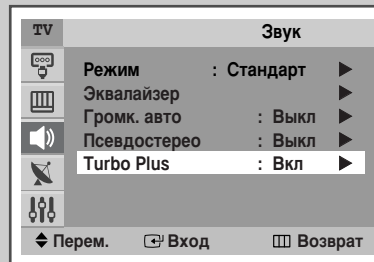 TV Звук
Режим : Стандарт
Эквалайзер
Громк. авто : Выкл
Псевдостерео : Выкл
Turbo Plus : Вкл
Перем. Вход Возврат